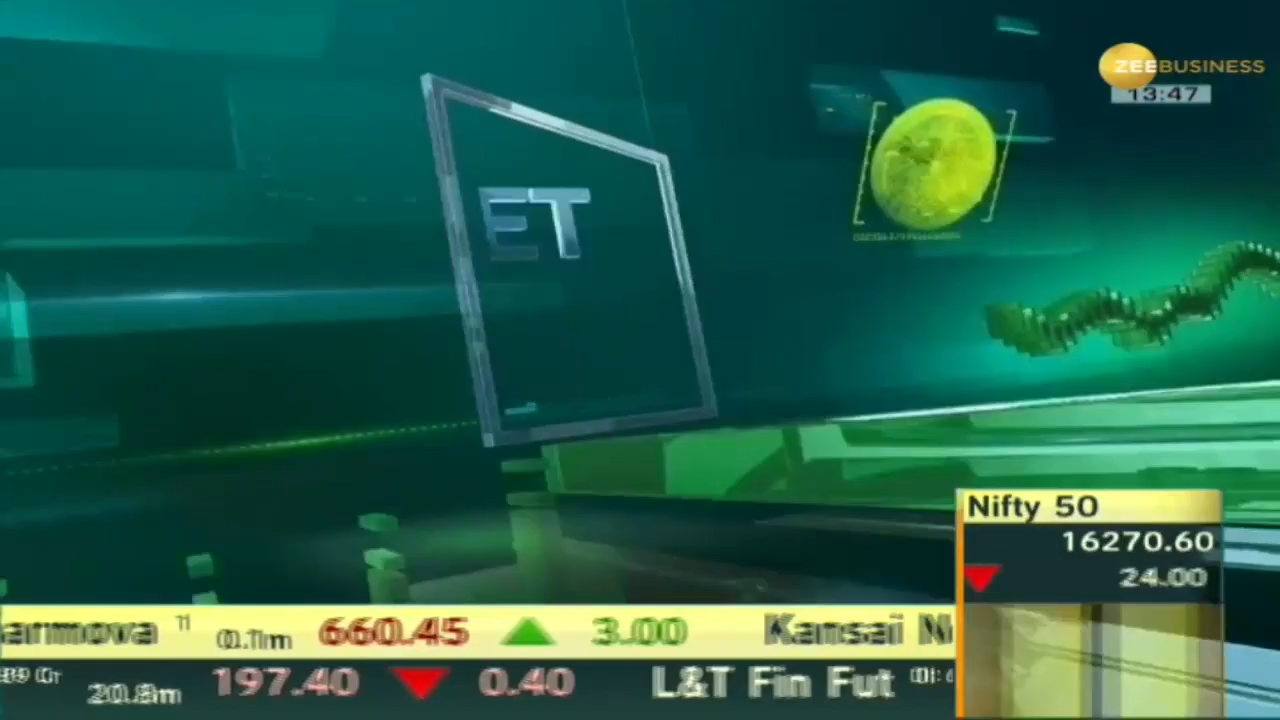 ZEEBUSINESS
13:47
ET
Nifty 50
16270.60
24.00
armova 0.11m 660.45 3.00 Kansai N
20.8m 197.40 0.40 L&T Fin Fut